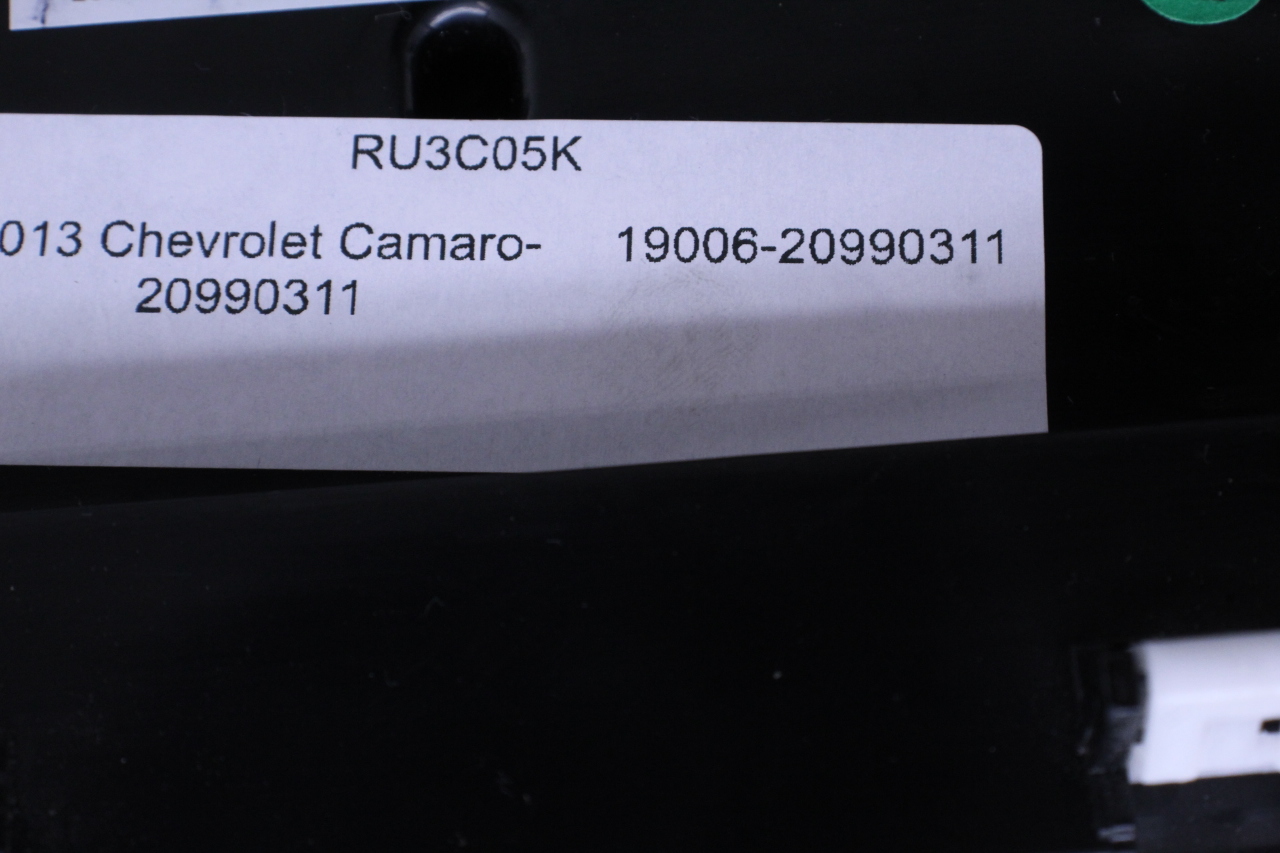 RU3C05K
013 Chevrolet Camaro-
20990311
19006-20990311